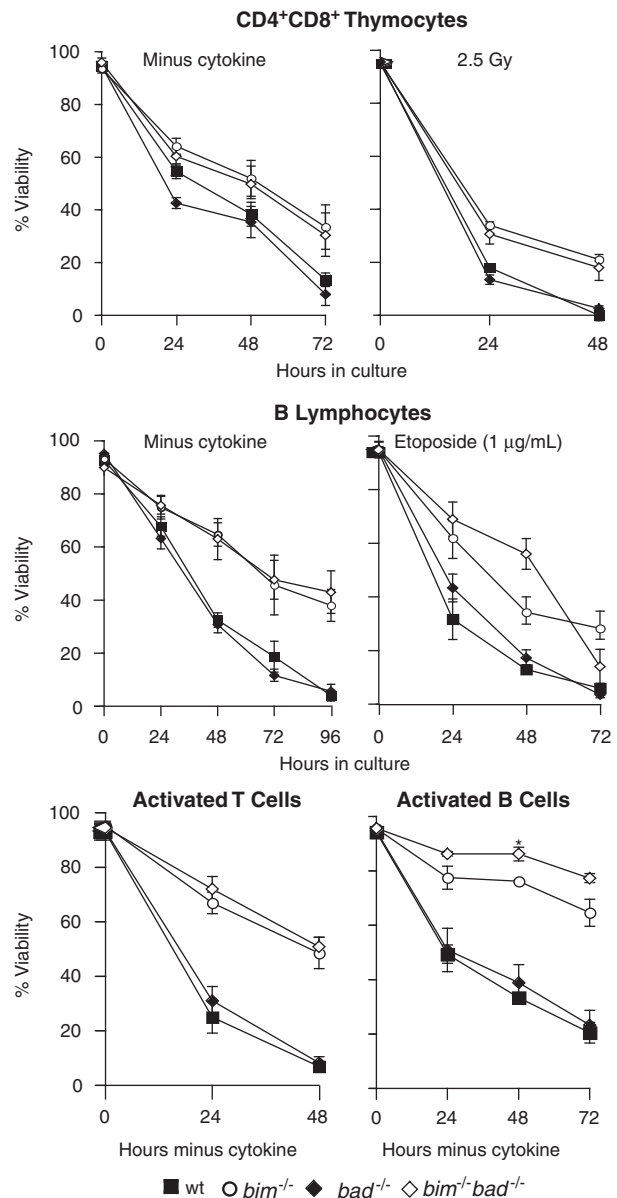 CD4⁺CD8⁺ Thymocytes
Minus cytokine
2.5 Gy
% Viability
100
80
60
40
20
0
0 24 48 72
0 24 48
Hours in culture
B Lymphocytes
Minus cytokine
Etoposide (1 μg/mL)
% Viability
100
80
60
40
20
0
0 24 48 72 96
0 24 48 72
Hours in culture
Activated T Cells
Activated B Cells
% Viability
100
80
60
40
20
0
*
0 24 48
0 24 48 72
Hours minus cytokine
Hours minus cytokine
wt bim⁻/⁻ bad⁻/⁻ bim⁻/⁻bad⁻/⁻